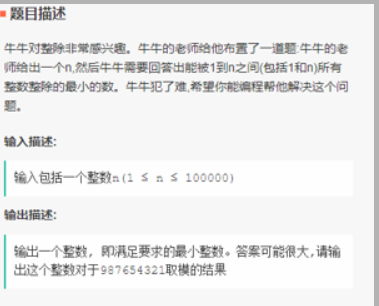 题目描述
牛牛对整除非常感兴趣。牛牛的老师给他布置了一道题:牛牛的老
师给出一个n,然后牛牛需要回答出能被1到n之间(包括1和n)所有
整数整除的最小的数。牛牛犯了难,希望你能编程帮他解决这个问
题。
输入描述:
输入包括一个整数n(1 ≤ n ≤ 100000)
输出描述:
输出一个整数, 即满足要求的最小整数。答案可能很大,请输
出这个整数对于987654321取模的结果